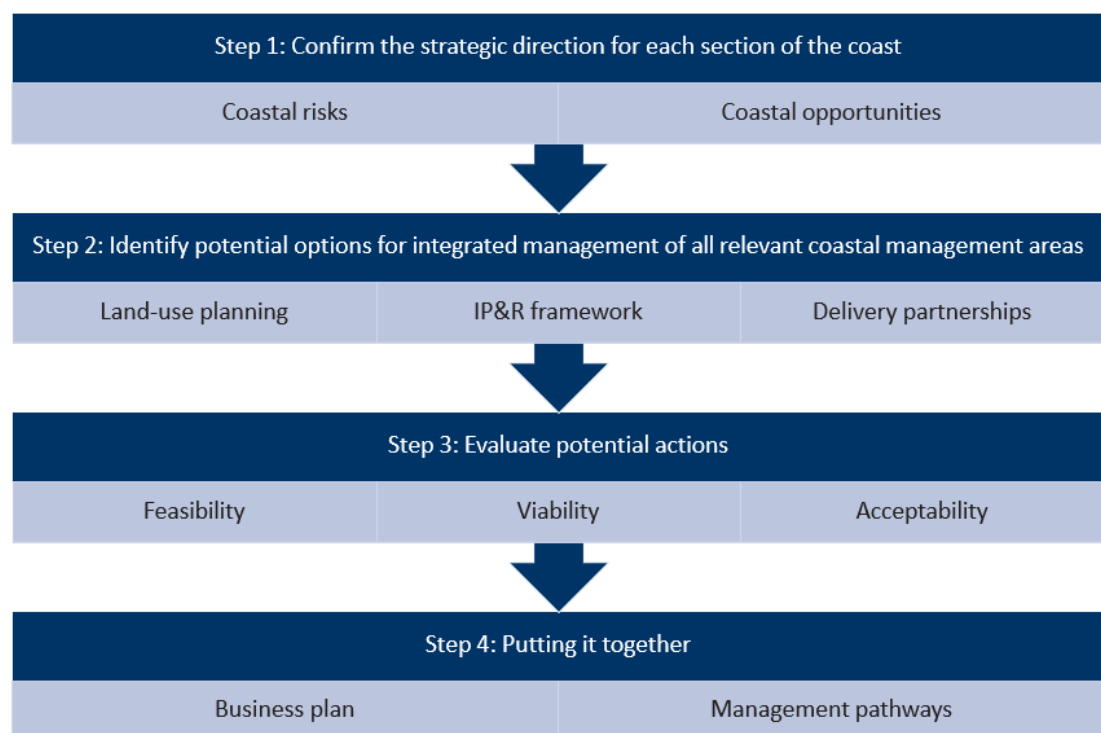 Step 1: Confirm the strategic direction for each section of the coast
Coastal risks
Coastal opportunities
Step 2: Identify potential options for integrated management of all relevant coastal management areas
Land-use planning
IP&R framework
Delivery partnerships
Step 3: Evaluate potential actions
Feasibility
Viability
Acceptability
Step 4: Putting it together
Business plan
Management pathways